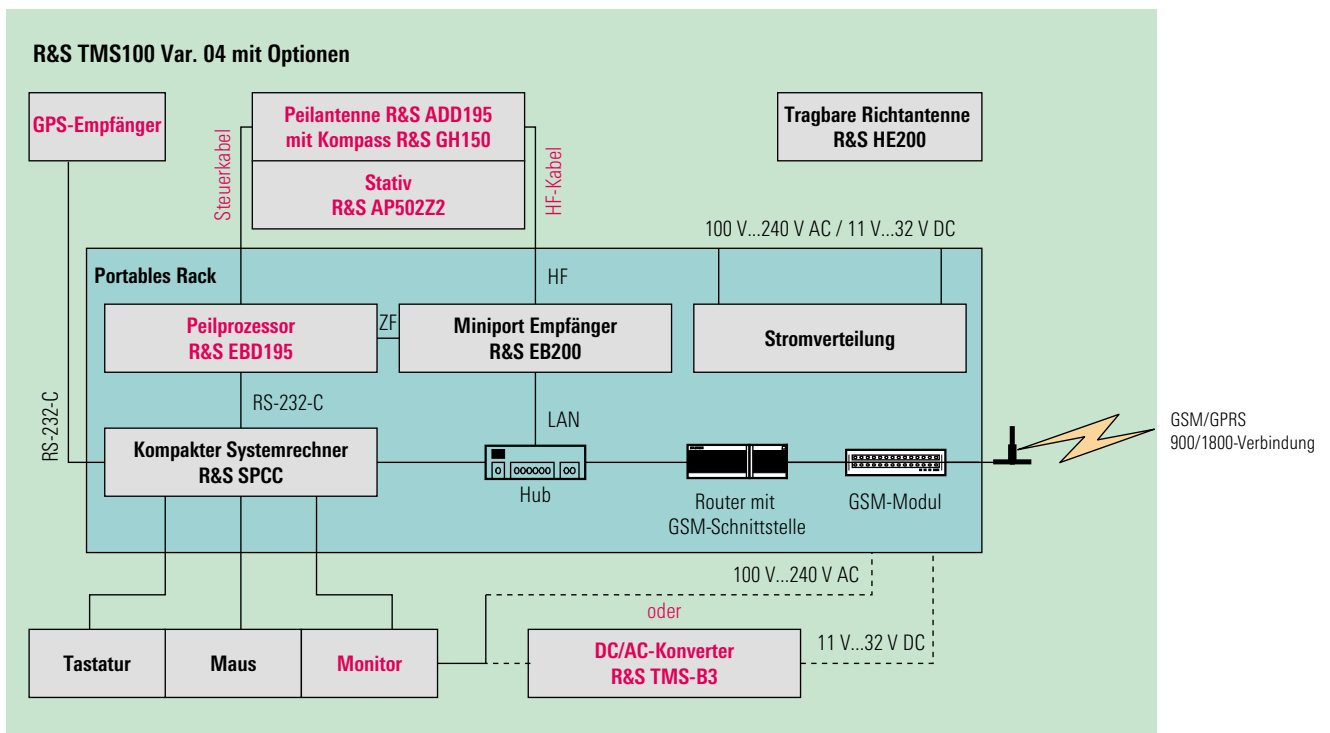 R&S TMS100 Var. 04 mit Optionen
GPS-Empfänger
Steuerkabel
Peilantenne R&S ADD195
mit Kompass R&S GH150
Stativ
R&S AP502Z2
HF-Kabel
Tragbare Richtantenne
R&S HE200
100 V...240 V AC / 11 V...32 V DC
Portables Rack
HF
Peilprozessor
R&S EBD195
ZF
Miniport Empfänger
R&S EB200
Stromverteilung
RS-232-C
RS-232-C
LAN
Kompakter Systemrechner
R&S SPCC
Hub
Router mit
GSM-Schnittstelle
GSM-Modul
GSM/GPRS
900/1800-Verbindung
100 V...240 V AC
oder
Tastatur
Maus
Monitor
DC/AC-Konverter
R&S TMS-B3
11 V...32 V DC